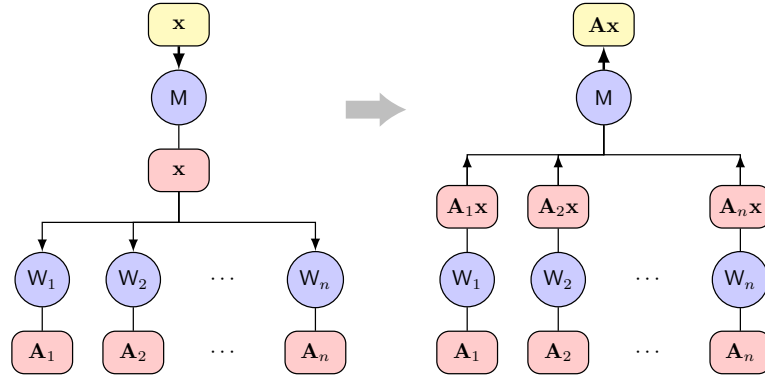 x
M
x
W₁ W₂ ··· Wₙ
A₁ A₂ ··· Aₙ
Ax
M
A₁x A₂x Aₙx
W₁ W₂ ··· Wₙ
A₁ A₂ ··· Aₙ